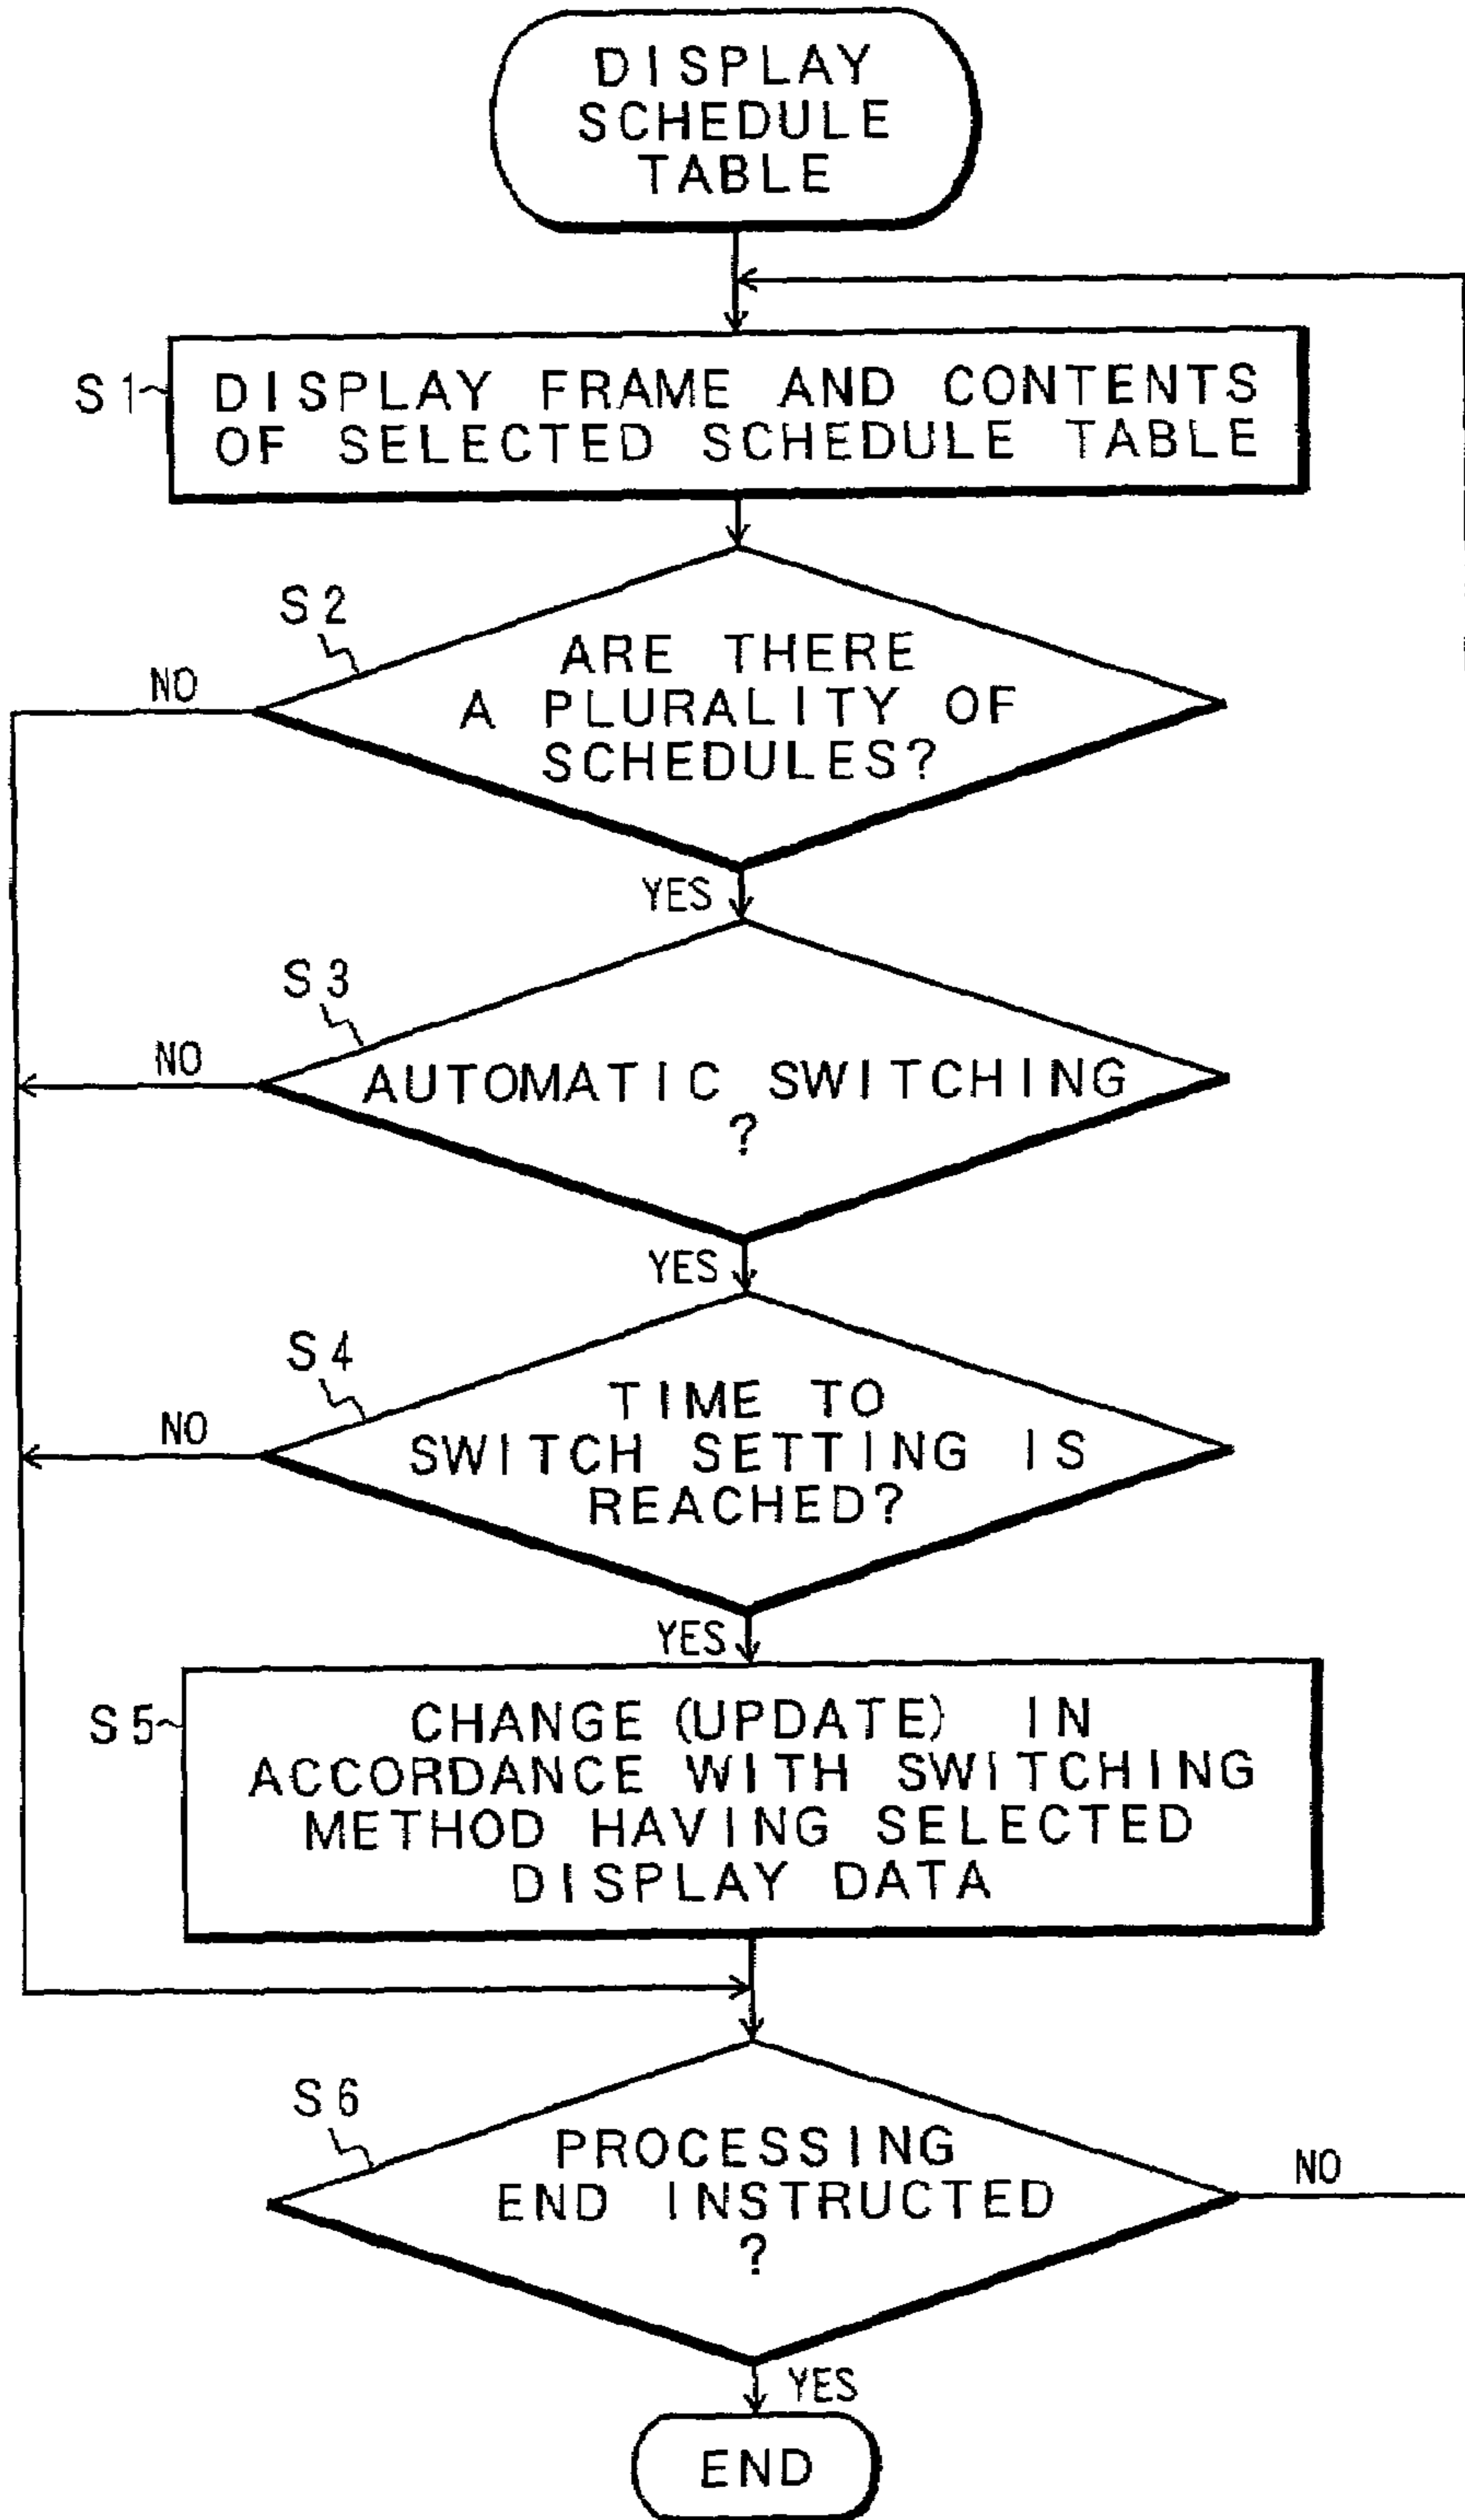 DISPLAY
SCHEDULE
TABLE
S1
DISPLAY FRAME AND CONTENTS
OF SELECTED SCHEDULE TABLE
S2
NO
ARE THERE
A PLURALITY OF
SCHEDULES?
YES
S3
NO
AUTOMATIC SWITCHING
?
YES
S4
NO
TIME TO
SWITCH SETTING IS
REACHED?
YES
S5
CHANGE (UPDATE) IN
ACCORDANCE WITH SWITCHING
METHOD HAVING SELECTED
DISPLAY DATA
S6
PROCESSING
END INSTRUCTED
?
NO
YES
END